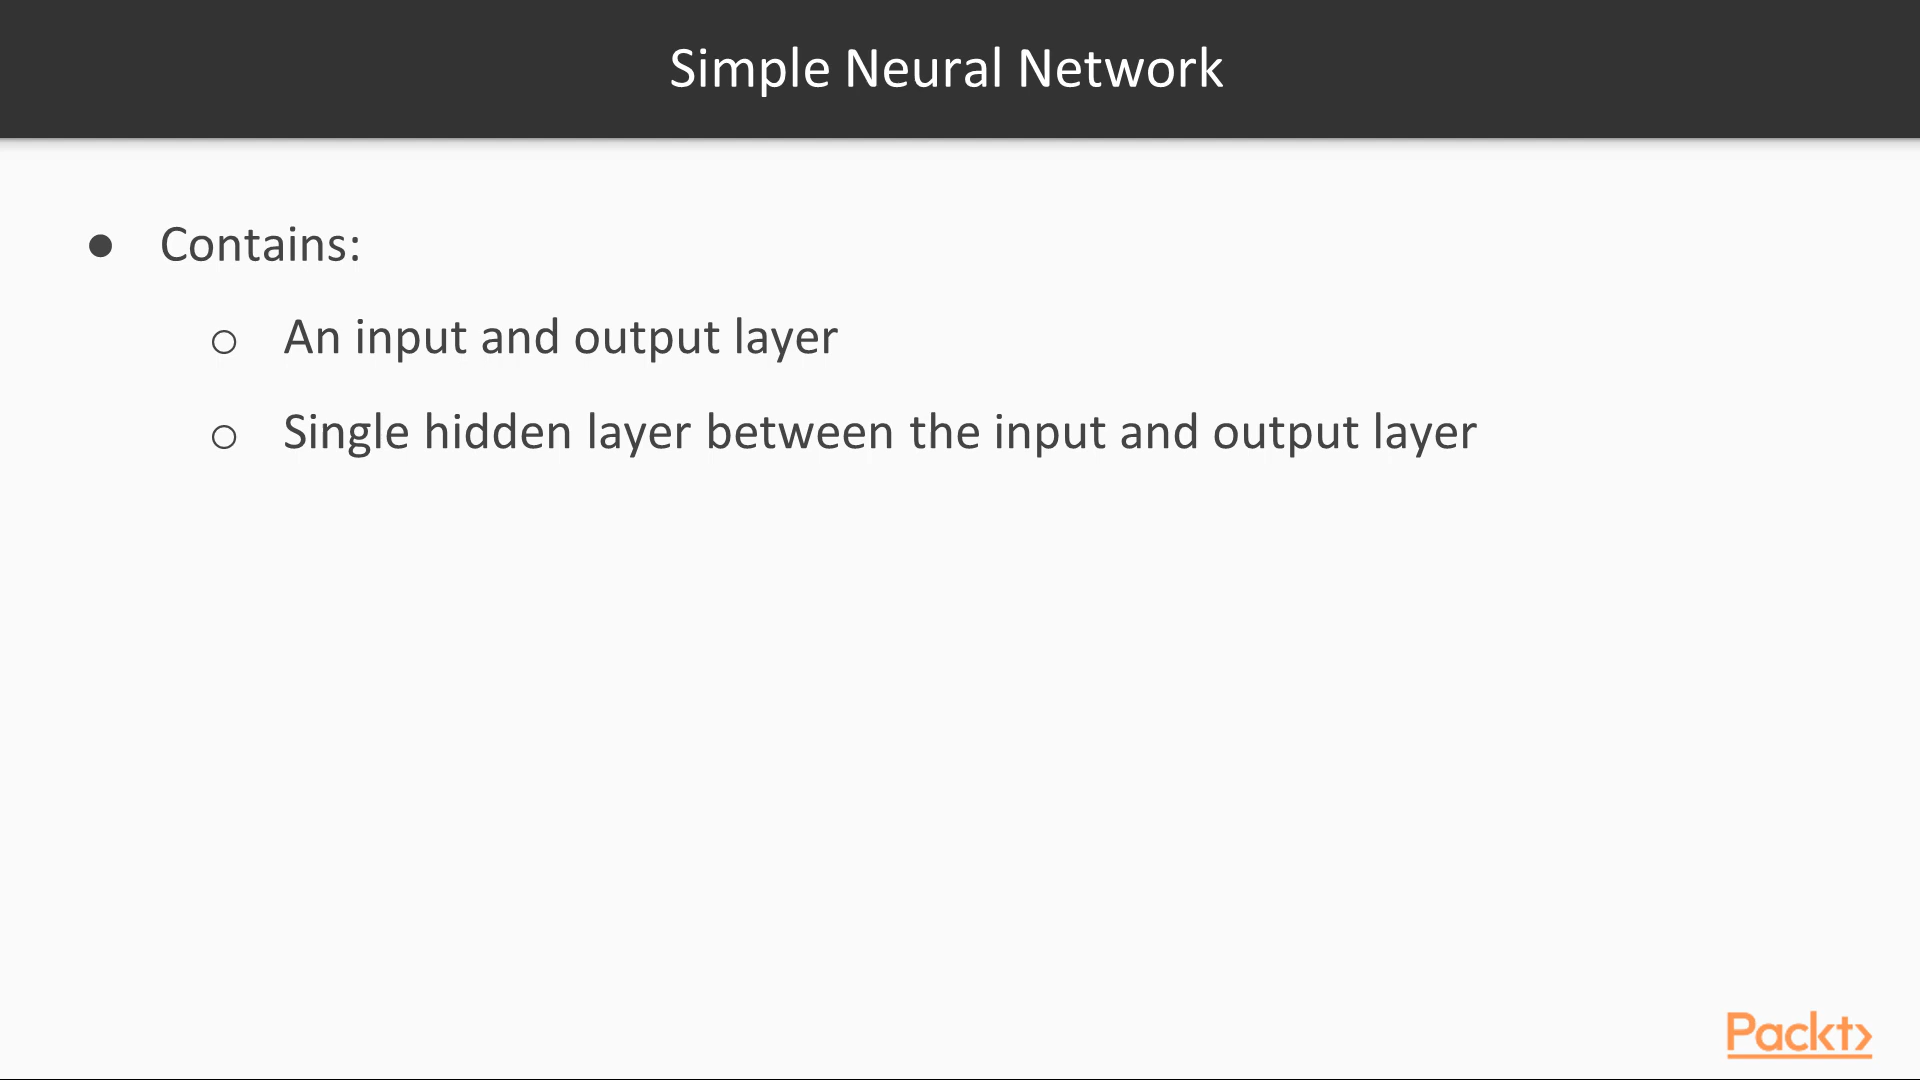 Simple Neural Network
● Contains:
○ An input and output layer
○ Single hidden layer between the input and output layer
Packt>